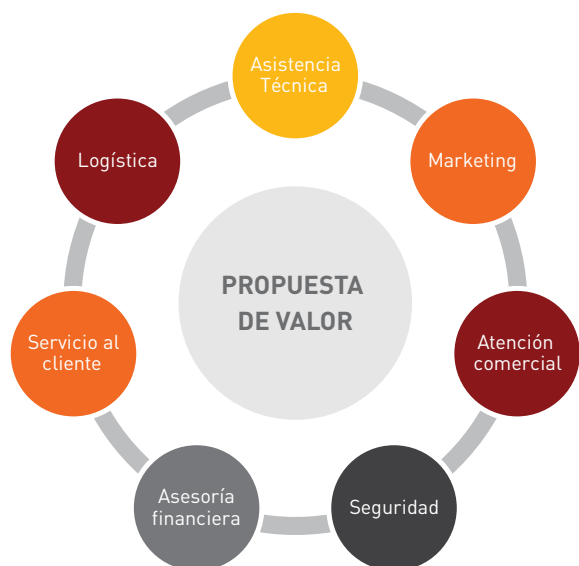 Asistencia
Técnica
Marketing
Atención
comercial
Seguridad
Asesoría
financiera
Servicio al
cliente
Logística
PROPUESTA
DE VALOR